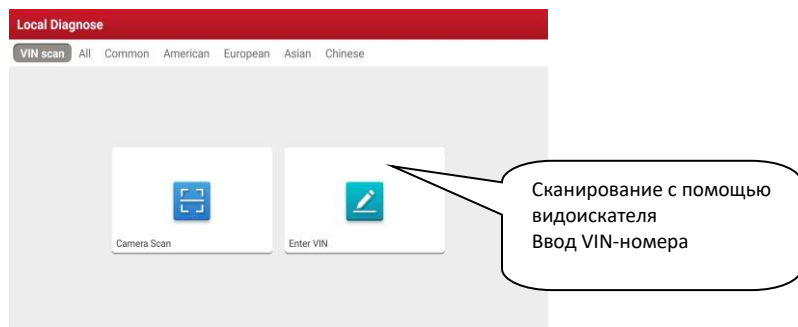 Local Diagnose
VIN scan All Common American European Asian Chinese
Сканирование с помощью
видоискателя
Ввод VIN-номера
Camera Scan
Enter VIN